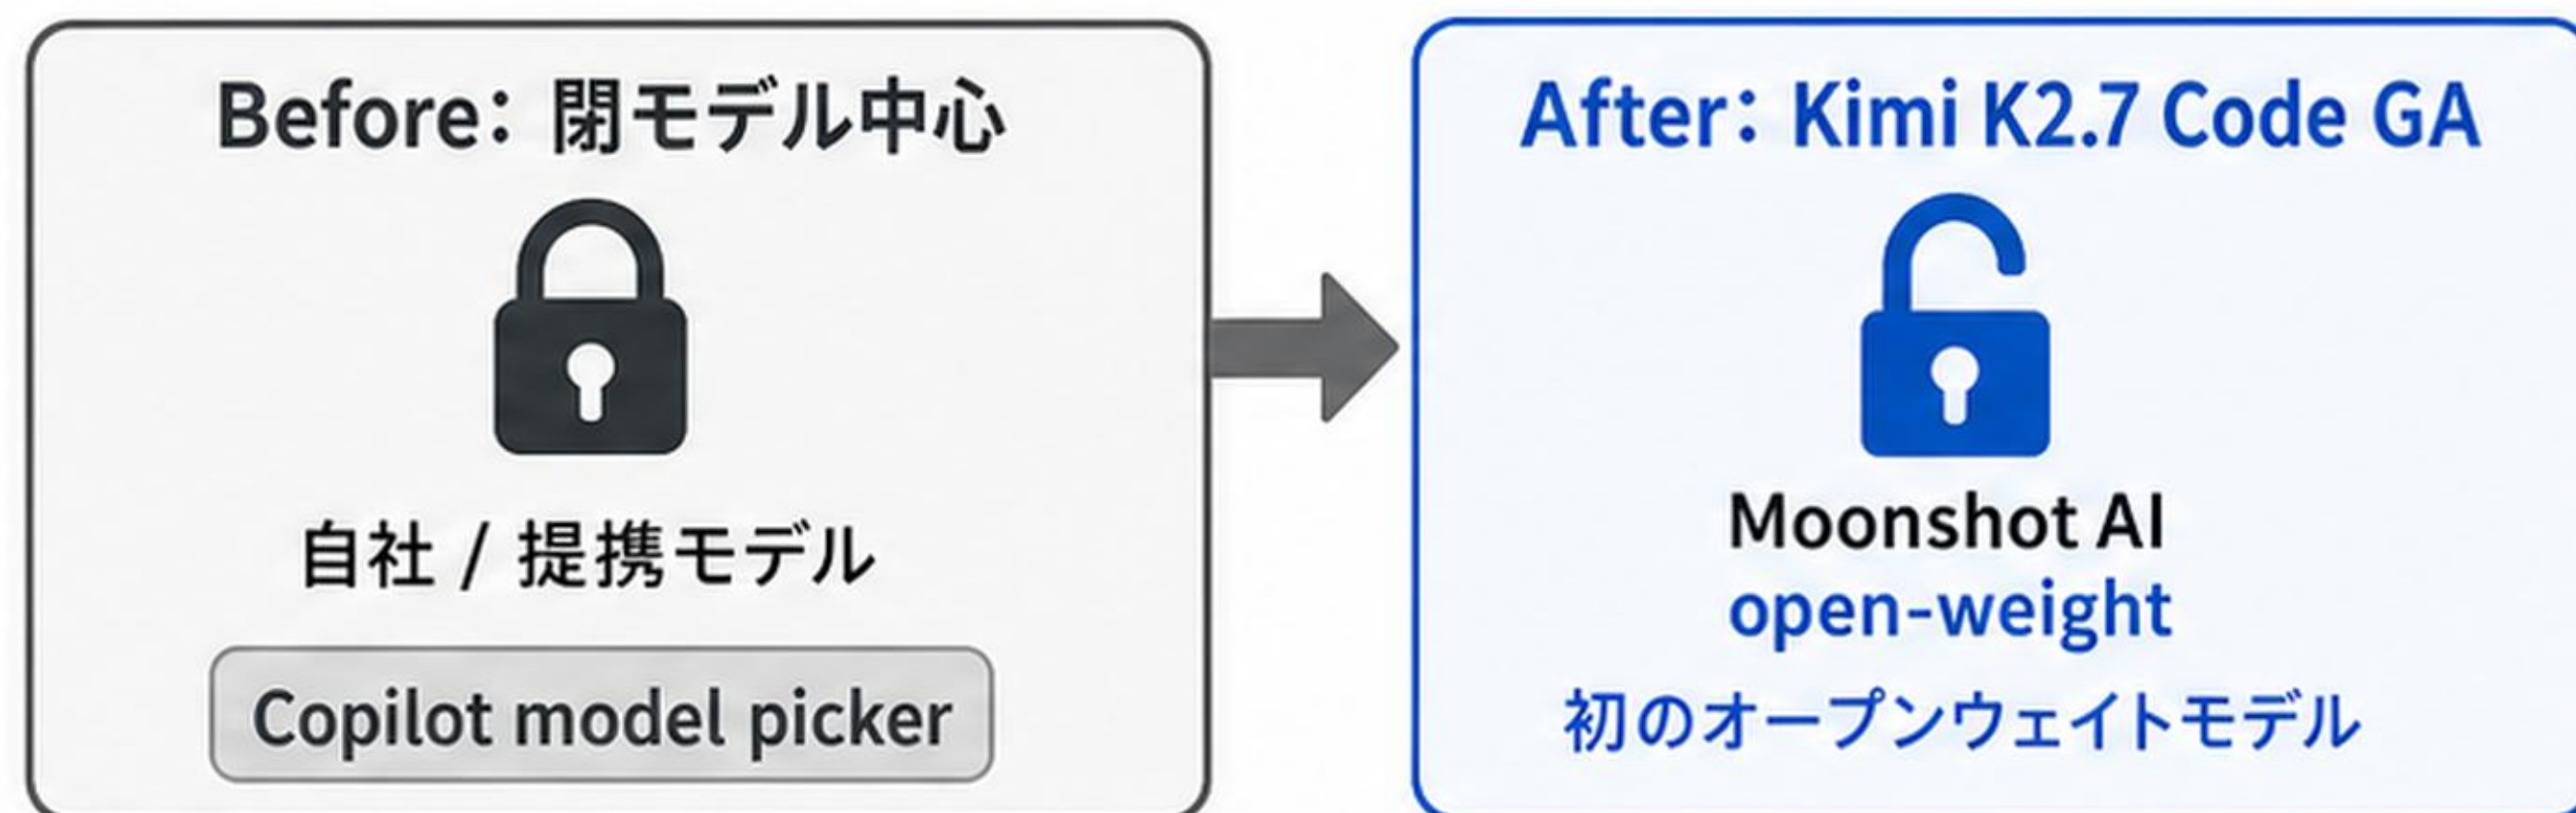 Before：閉モデル中心
自社 / 提携モデル
Copilot model picker
After：Kimi K2.7 Code GA
Moonshot AI
open-weight
初のオープンウェイトモデル